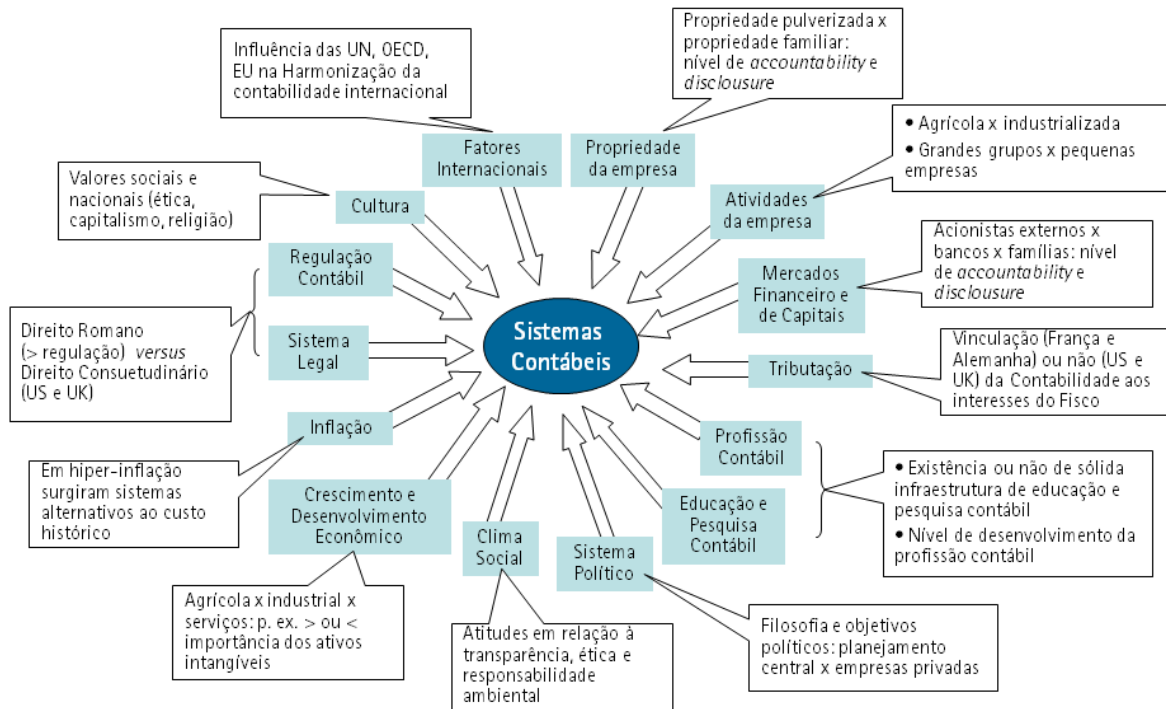 Influência das UN, OECD,
EU na Harmonização da
contabilidade internacional
Propriedade pulverizada x
propriedade familiar:
nível de accountability e
disclousure
Fatores
Internacionais
Propriedade
da empresa
• Agrícola x industrializada
• Grandes grupos x pequenas
empresas
Valores sociais e
nacionais (ética,
capitalismo, religião)
Cultura
Atividades
da empresa
Regulação
Contábil
Mercados
Financeiro e
de Capitais
Acionistas externos x
bancos x famílias: nível
de accountability e
disclousure
Direito Romano
(> regulação) versus
Direito Consuetudinário
(US e UK)
Sistema
Legal
Sistemas
Contábeis
Tributação
Vinculação (França e
Alemanha) ou não (US e
UK) da Contabilidade aos
interesses do Fisco
Inflação
Profissão
Contábil
Em hiper-inflação
surgiram sistemas
alternativos ao custo
histórico
Crescimento e
Desenvolvimento
Econômico
Clima
Social
Sistema
Político
Educação e
Pesquisa
Contábil
• Existência ou não de sólida
infraestrutura de educação e
pesquisa contábil
• Nível de desenvolvimento da
profissão contábil
Agrícola x industrial x
serviços: p. ex. > ou <
importância dos ativos
intangíveis
Atitudes em relação à
transparência, ética e
responsabilidade
ambiental
Filosofia e objetivos
políticos: planejamento
central x empresas privadas